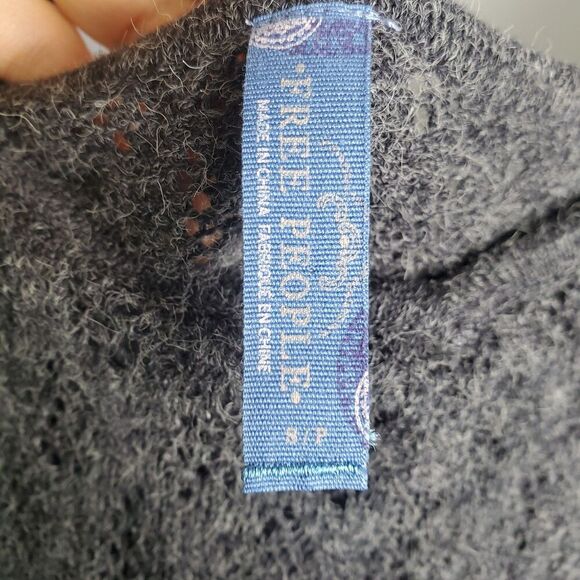 • FREE PEOPLE •
MADE IN CHINA FABRIQUÉ EN CHINE
S/P